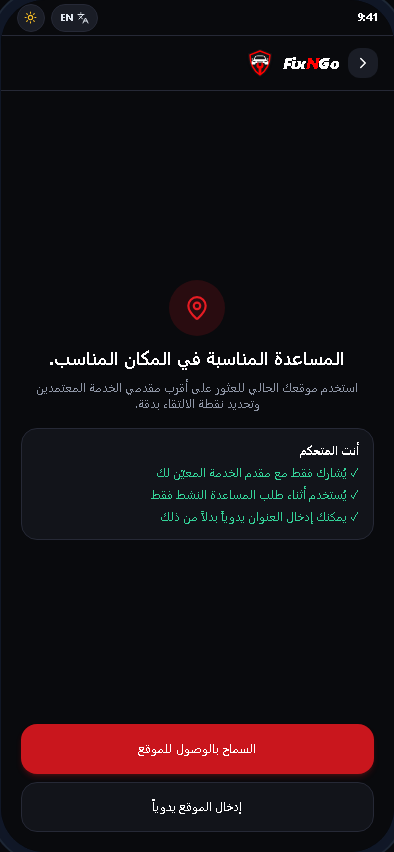 EN
9:41
FixNGo
المساعدة المناسبة في المكان المناسب.
استخدم موقعك الحالي للعثور على أقرب مقدمي الخدمة المعتمدين
وتحديد نقطة الالتقاء بدقة.
أنت المتحكم
✓ يُشارك فقط مع مقدم الخدمة المعيّن لك
✓ يُستخدم أثناء طلب المساعدة النشط فقط
✓ يمكنك إدخال العنوان يدوياً بدلاً من ذلك
السماح بالوصول للموقع
إدخال الموقع يدوياً